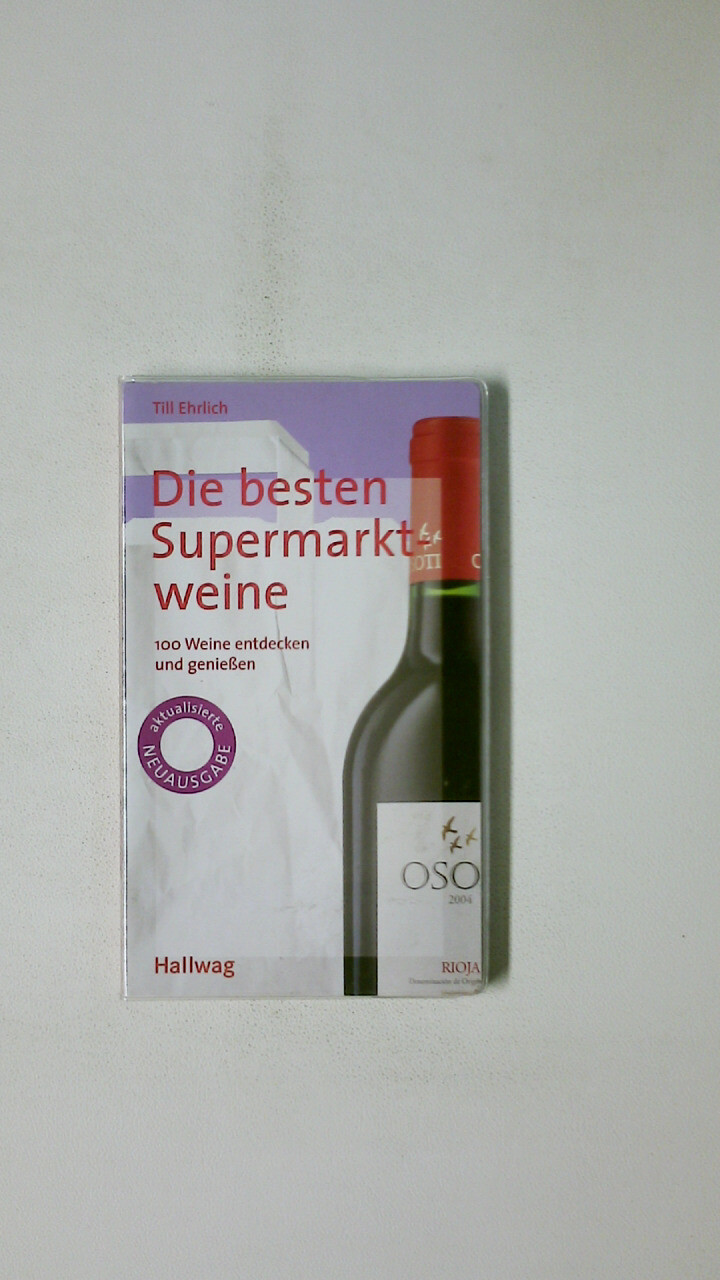 Till Ehrlich
Die besten
Supermarkt-
weine
100 Weine entdecken
und genießen
aktualisierte
NEUAUSGABE
OSO
2004
RIOJA
Hallwag